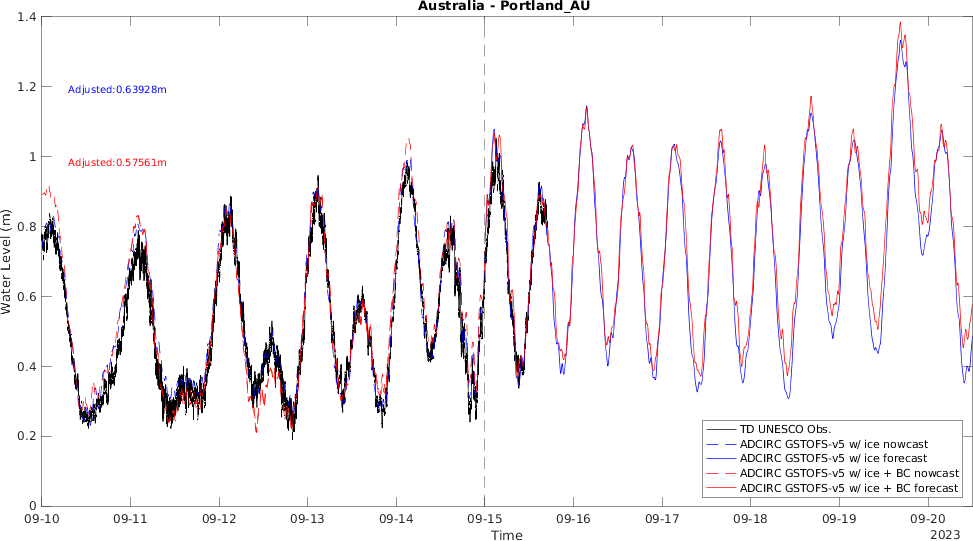 Australia - Portland_AU
1.4
1.2
1
0.8
0.6
0.4
0.2
0
Water Level (m)
Adjusted:0.63928m
Adjusted:0.57561m
TD UNESCO Obs.
ADCIRC GSTOFS-v5 w/ ice nowcast
ADCIRC GSTOFS-v5 w/ ice forecast
ADCIRC GSTOFS-v5 w/ ice + BC nowcast
ADCIRC GSTOFS-v5 w/ ice + BC forecast
09-10 09-11 09-12 09-13 09-14 09-15 09-16 09-17 09-18 09-19 09-20
Time
2023